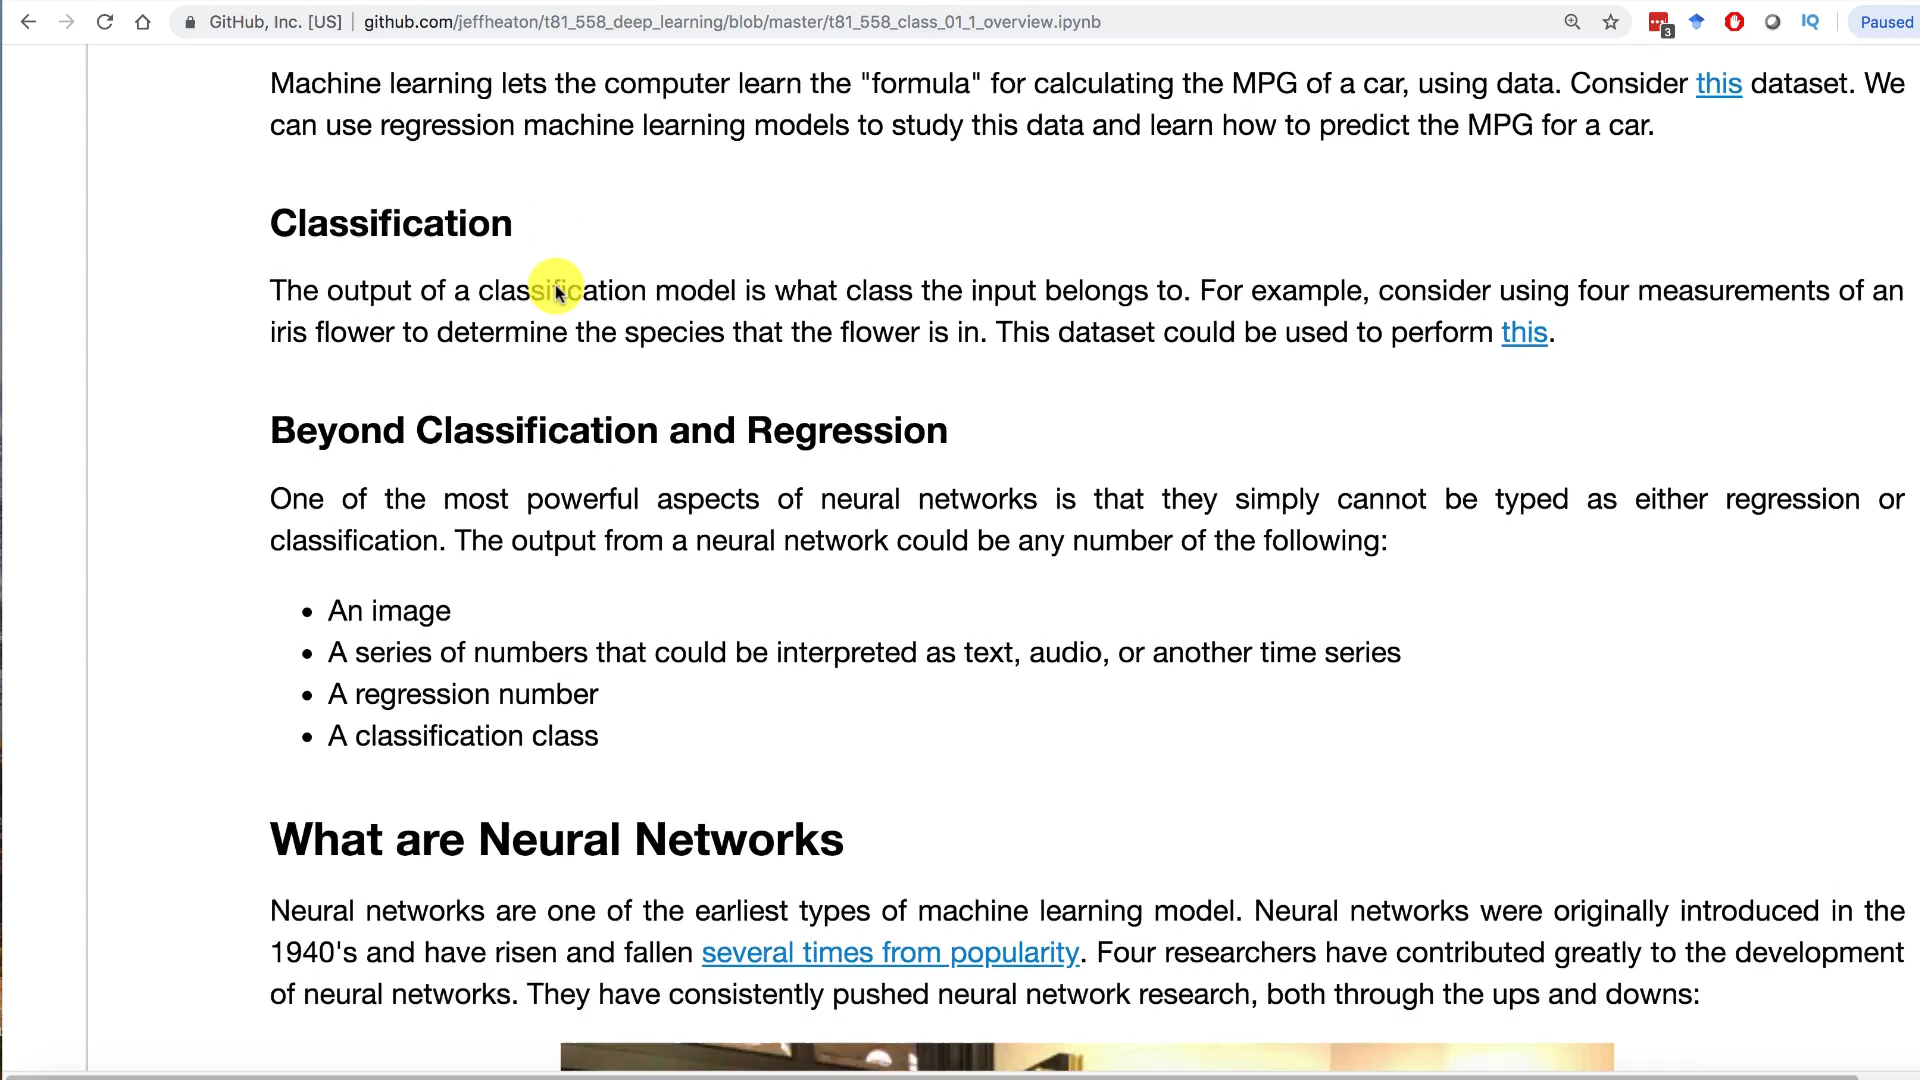 GitHub, Inc. [US] | github.com/jeffheaton/t81_558_deep_learning/blob/master/t81_558_class_01_1_overview.ipynb
3
IQ
Paused
Machine learning lets the computer learn the "formula" for calculating the MPG of a car, using data. Consider this dataset. We
can use regression machine learning models to study this data and learn how to predict the MPG for a car.
Classification
The output of a classification model is what class the input belongs to. For example, consider using four measurements of an
iris flower to determine the species that the flower is in. This dataset could be used to perform this.
Beyond Classification and Regression
One of the most powerful aspects of neural networks is that they simply cannot be typed as either regression or
classification. The output from a neural network could be any number of the following:
• An image
• A series of numbers that could be interpreted as text, audio, or another time series
• A regression number
• A classification class
What are Neural Networks
Neural networks are one of the earliest types of machine learning model. Neural networks were originally introduced in the
1940's and have risen and fallen several times from popularity. Four researchers have contributed greatly to the development
of neural networks. They have consistently pushed neural network research, both through the ups and downs: